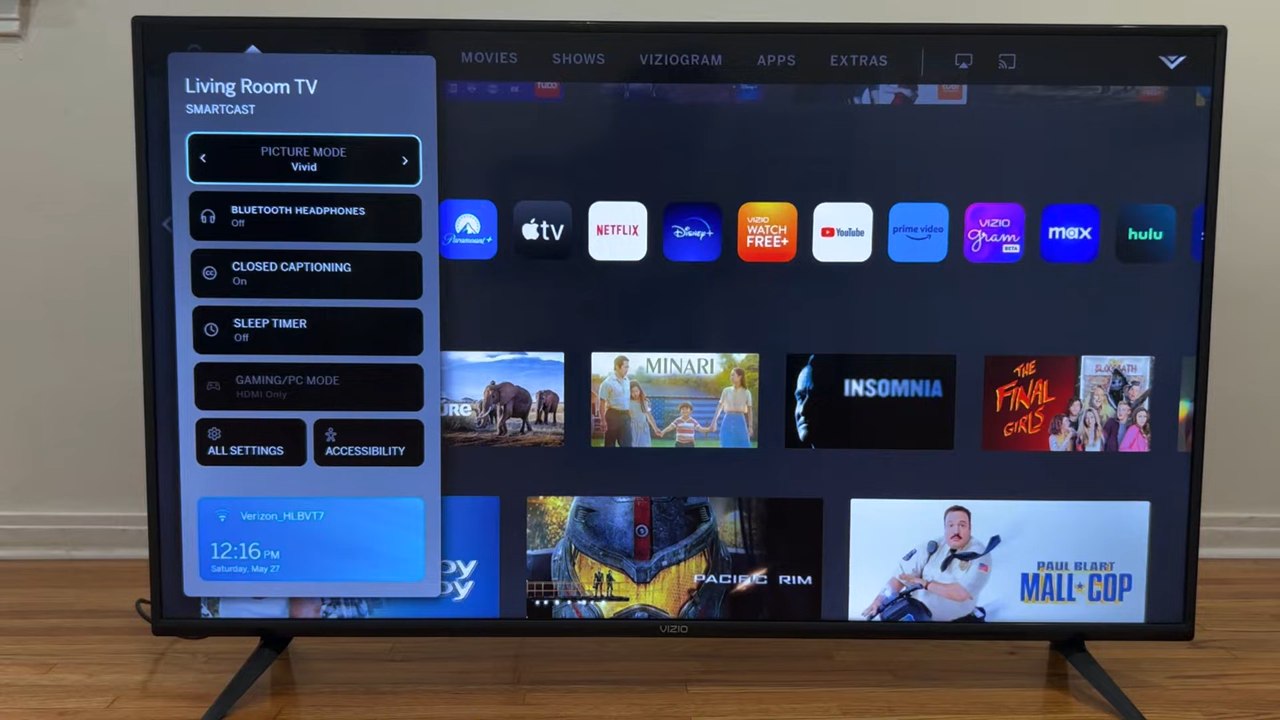 MOVIES
SHOWS
VIZIOGRAM
APPS
EXTRAS
Living Room TV
SMARTCAST
PICTURE MODE
Vivid
BLUETOOTH HEADPHONES
Off
CC
CLOSED CAPTIONING
On
SLEEP TIMER
Off
GAMING/PC MODE
HDMI Only
ALL SETTINGS
ACCESSIBILITY
Verizon_HLBVT7
12:16 PM
Saturday, May 27
Paramount+
tv
NETFLIX
Disney+
VIZIO
WATCH
FREE+
YouTube
prime video
VIZIO
gram
BETA
max
hulu
MINARI
INSOMNIA
THE
FINAL
GIRLS
PACIFIC RIM
PAUL BLART
MALL COP
VIZIO